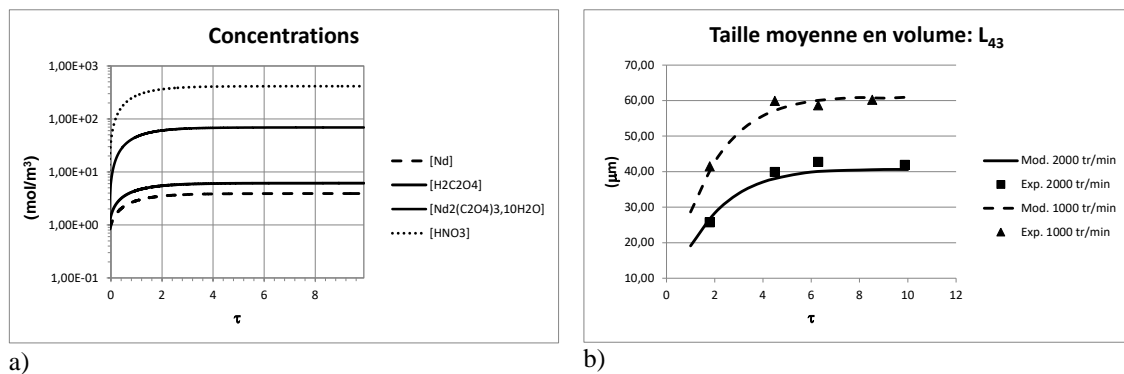 Concentrations
1,00E+03
1,00E+02
1,00E+01
1,00E+00
1,00E-01
(mol/m³)
0 2 4 6 8
τ
[Nd]
[H2C2O4]
[Nd2(C2O4)3,10H2O]
[HNO3]
a)
Taille moyenne en volume: L₄₃
70,00
60,00
50,00
40,00
30,00
20,00
10,00
(µm)
0 2 4 6 8 10 12
τ
Mod. 2000 tr/min
Exp. 2000 tr/min
Mod. 1000 tr/min
Exp. 1000 tr/min
b)